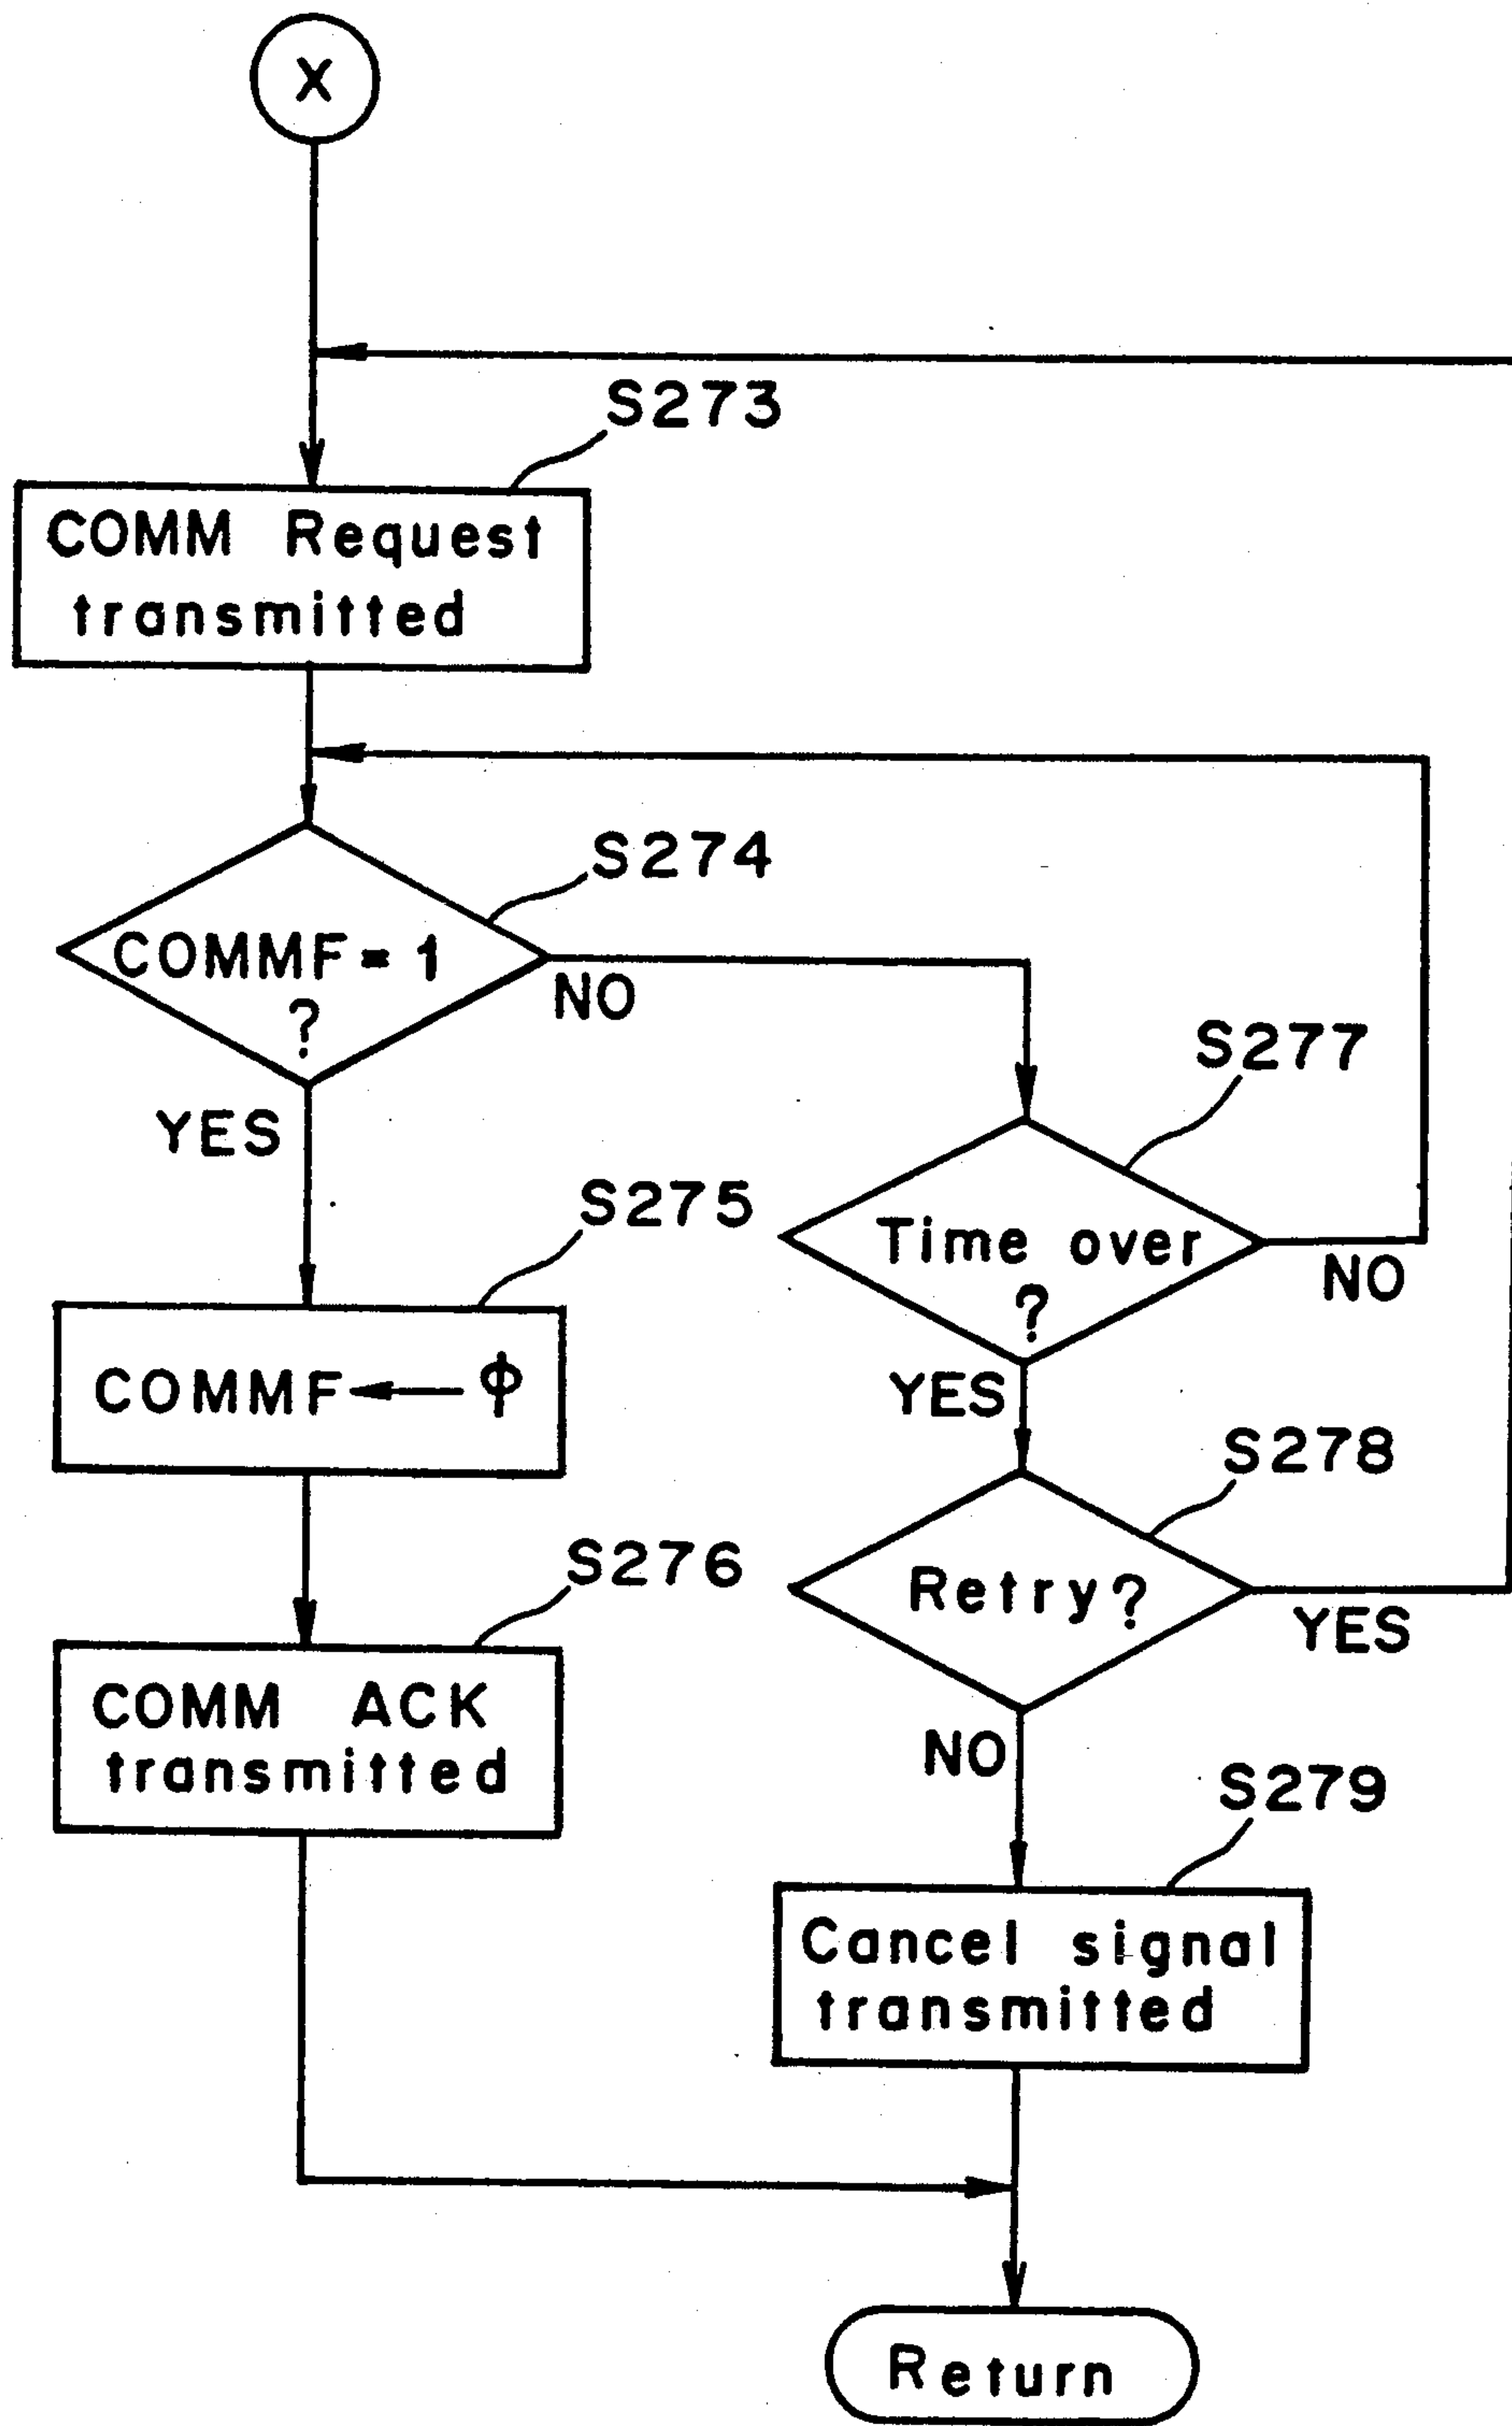 X
S273
COMM Request
transmitted
S274
COMMF = 1
?
NO
YES
S277
Time over
?
NO
YES
S275
COMMF ← ϕ
S278
Retry?
YES
NO
S276
COMM ACK
transmitted
S279
Cancel signal
transmitted
Return